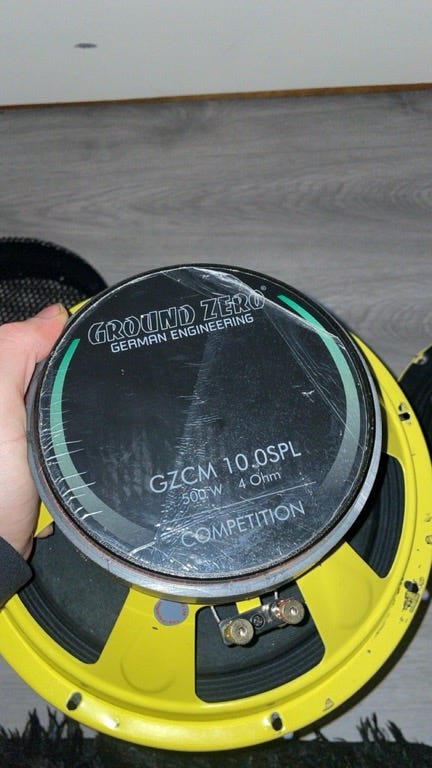 GROUND ZERO®
GERMAN ENGINEERING
GZCM 10.0SPL
500 W 4 Ohm
COMPETITION